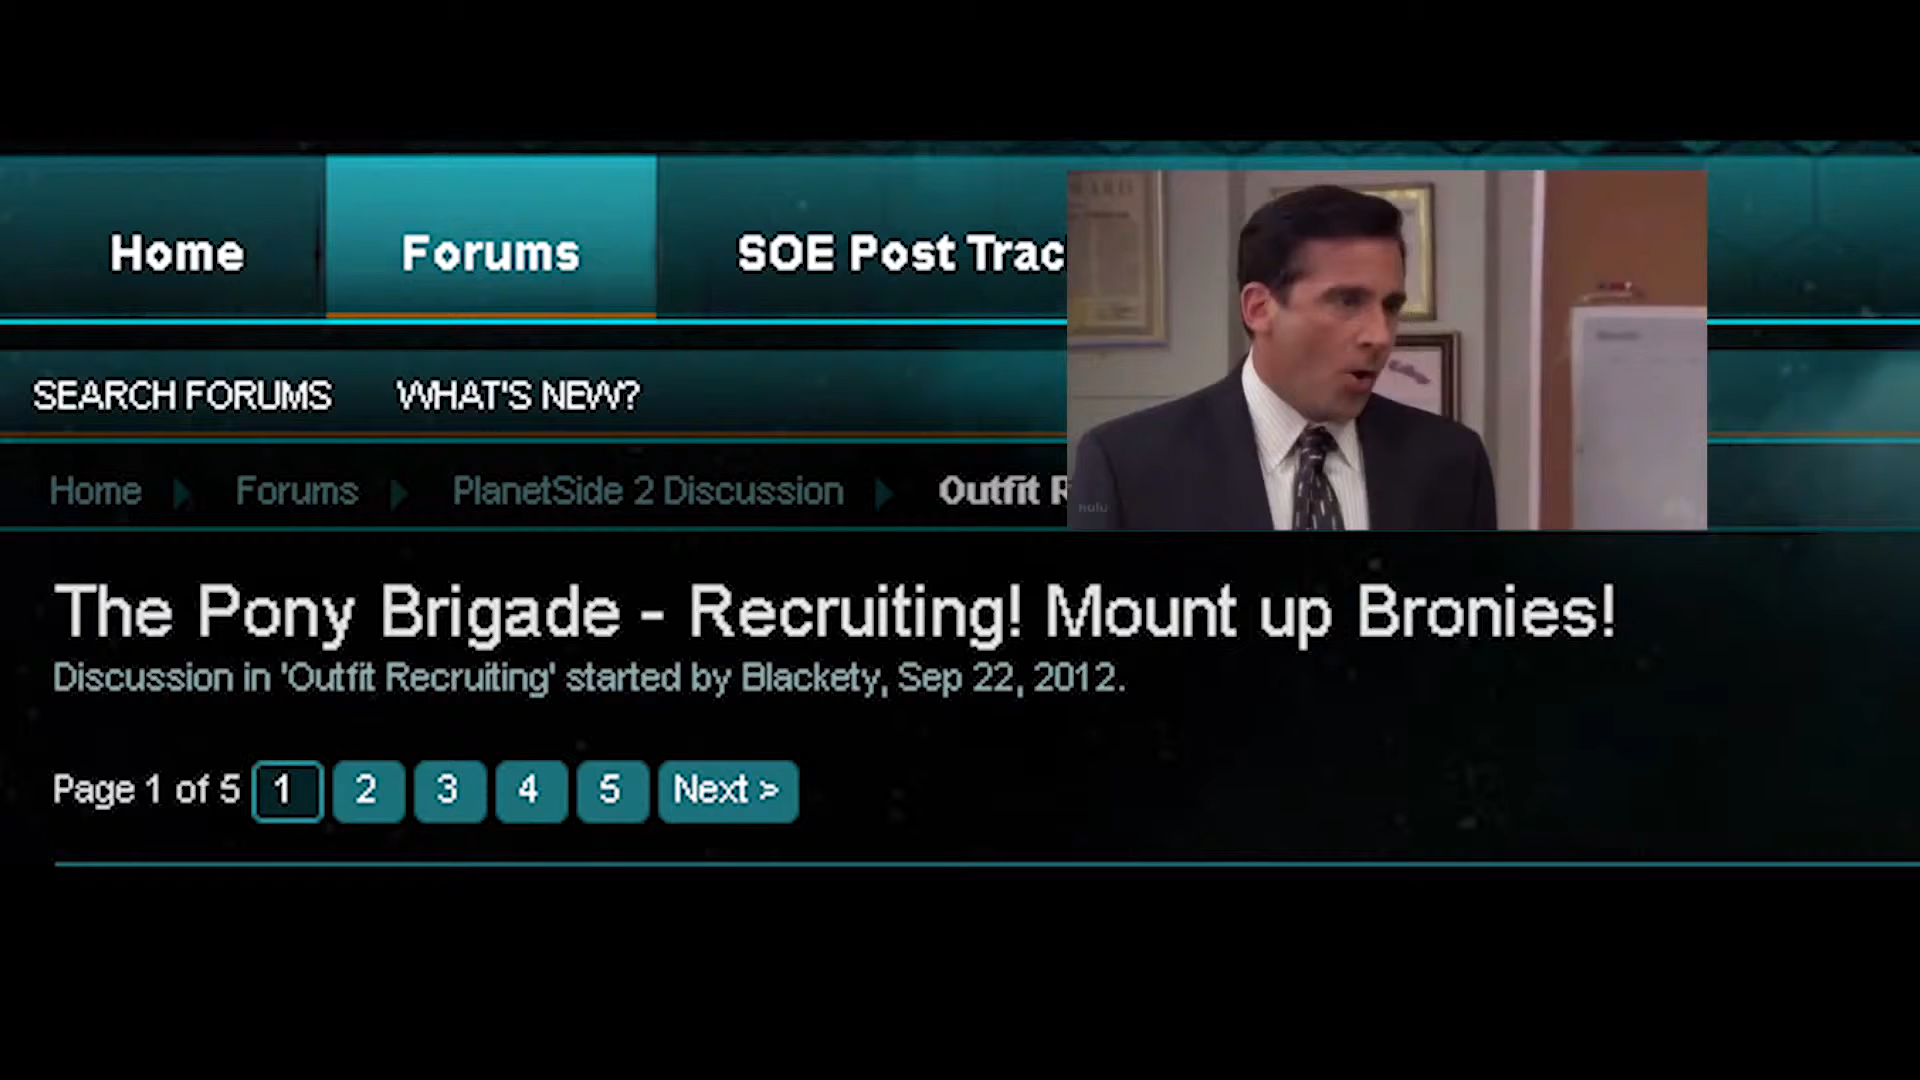 Home Forums SOE Post Trac
SEARCH FORUMS WHAT'S NEW?
Home Forums PlanetSide 2 Discussion Outfit R
hulu
The Pony Brigade - Recruiting! Mount up Bronies!
Discussion in 'Outfit Recruiting' started by Blackety, Sep 22, 2012.
Page 1 of 5 1 2 3 4 5 Next >